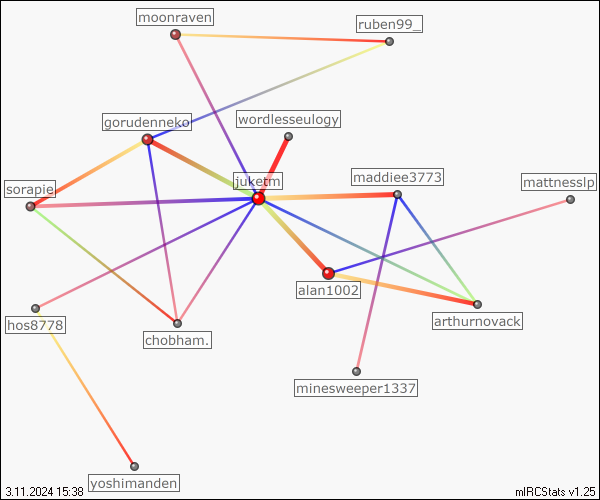 moonraven
ruben99_
gorudenneko
wordlesseulogy
juketm
maddiee3773
mattnesslp
sorapie
alan1002
hos8778
chobham.
arthurnovack
minesweeper1337
yoshimanden
3.11.2024 15:38
mIRCStats v1.25